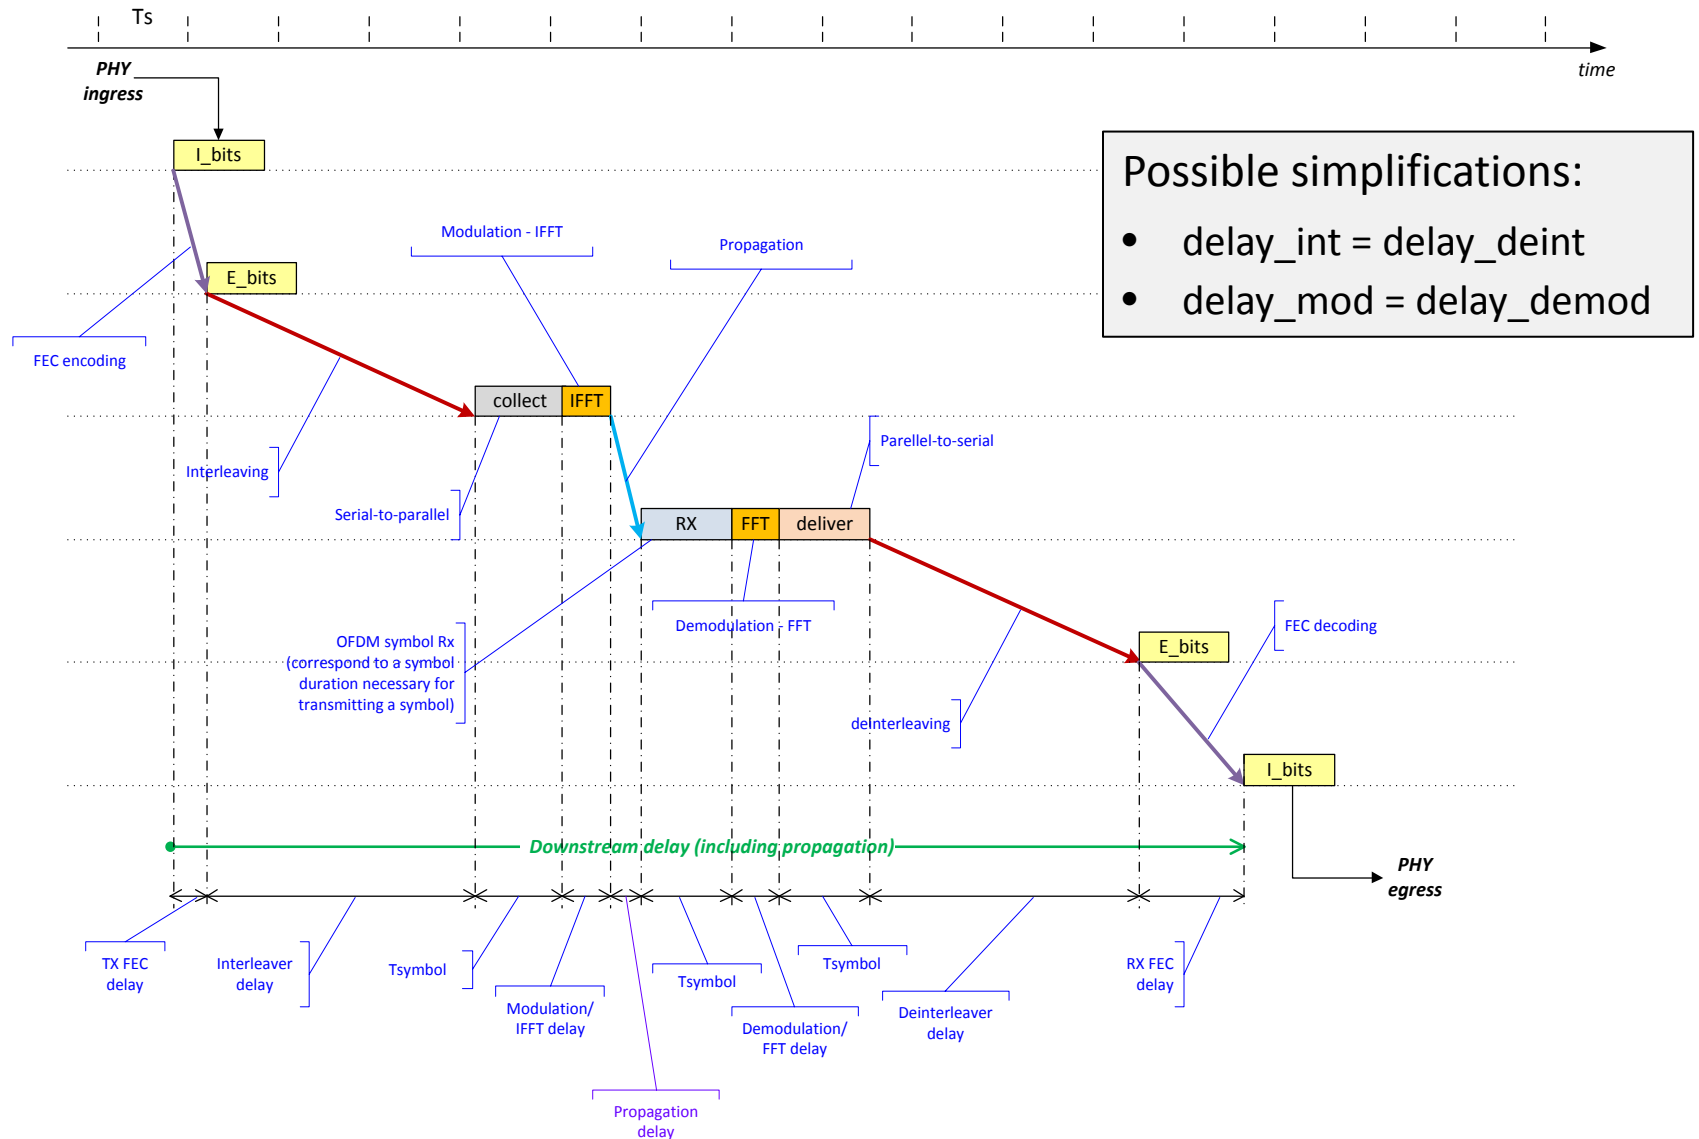 Ts
time
PHY
ingress
I_bits
Possible simplifications:
• delay_int = delay_deint
• delay_mod = delay_demod
Modulation - IFFT
Propagation
E_bits
FEC encoding
collect
IFFT
Parellel-to-serial
Interleaving
Serial-to-parallel
RX
FFT
deliver
OFDM symbol Rx
(correspond to a symbol
duration necessary for
transmitting a symbol)
Demodulation - FFT
FEC decoding
E_bits
deInterleaving
I_bits
Downstream delay (including propagation)
PHY
egress
TX FEC
delay
Interleaver
delay
Tsymbol
Modulation/
IFFT delay
Tsymbol
Demodulation/
FFT delay
Tsymbol
Deinterleaver
delay
RX FEC
delay
Propagation
delay